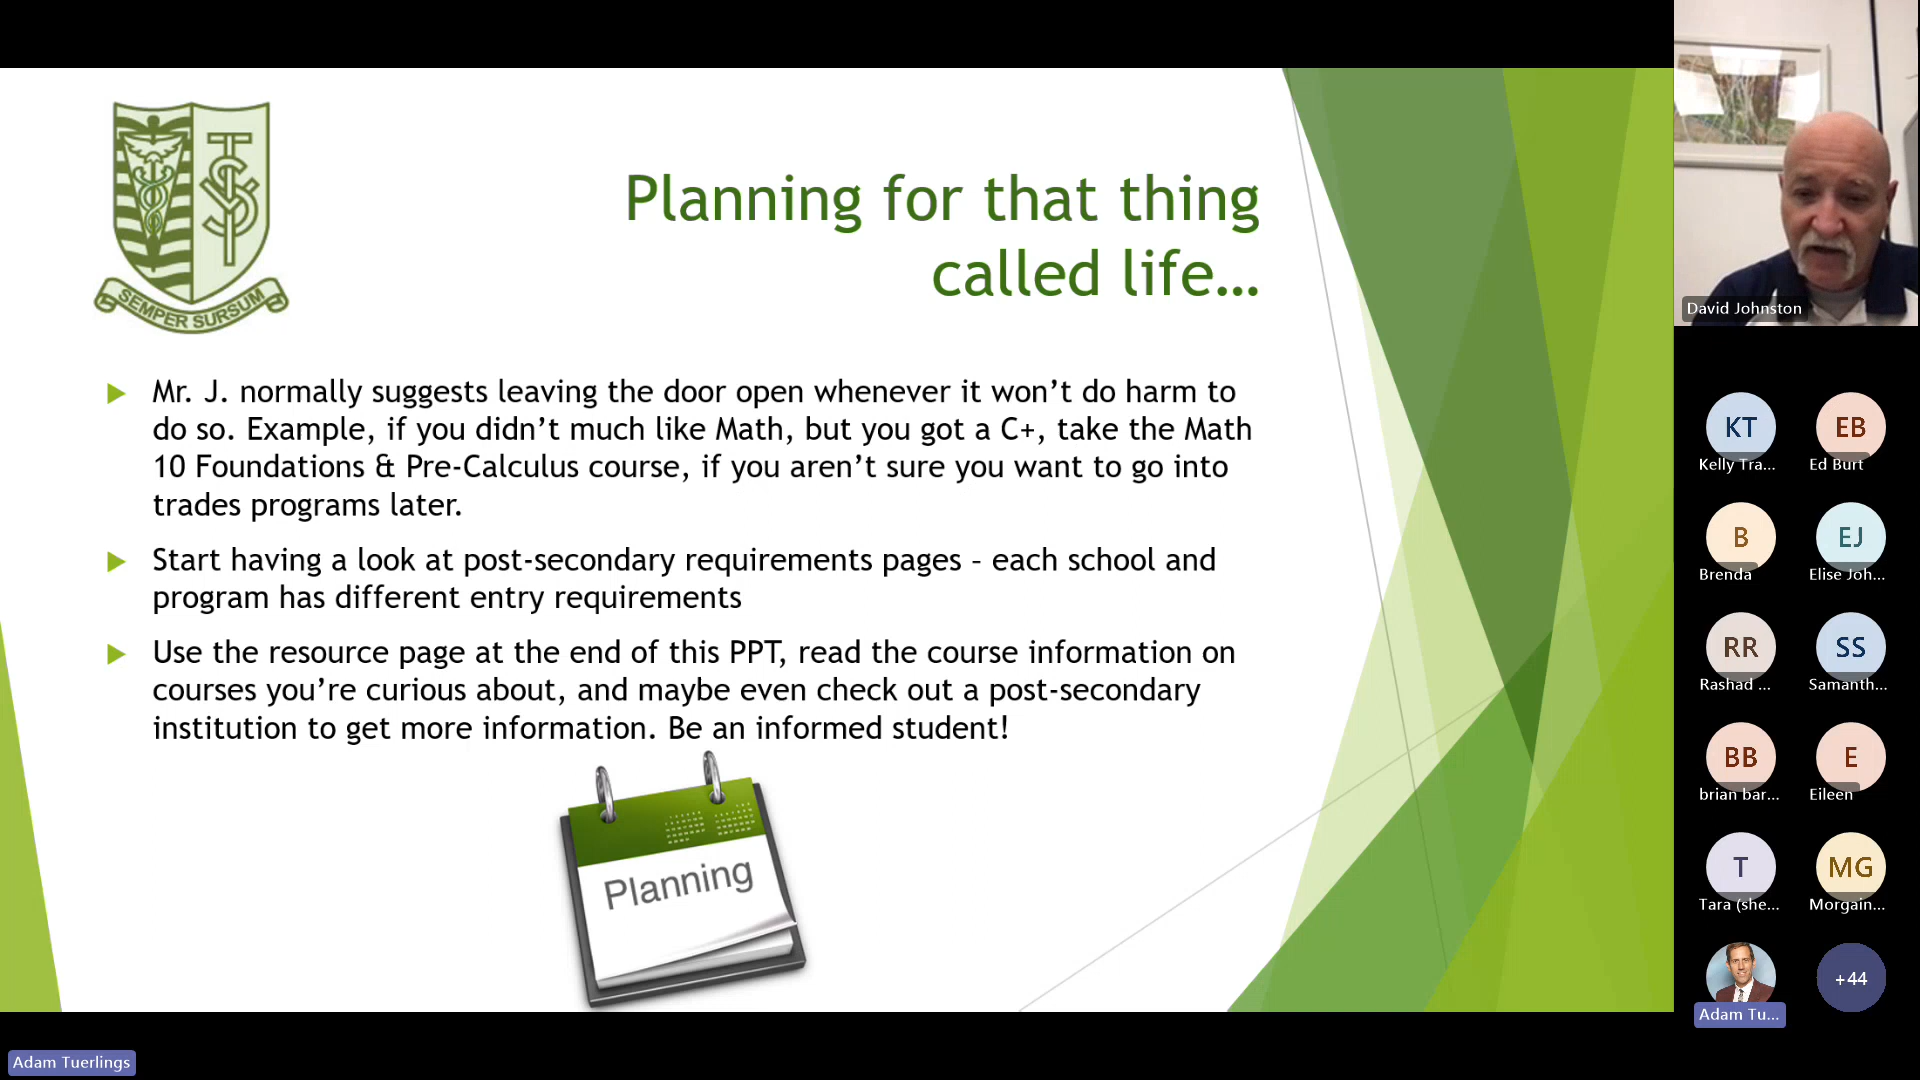 SEMPER SURSUM
Planning for that thing
called life…
Mr. J. normally suggests leaving the door open whenever it won’t do harm to
do so. Example, if you didn’t much like Math, but you got a C+, take the Math
10 Foundations & Pre-Calculus course, if you aren’t sure you want to go into
trades programs later.
Start having a look at post-secondary requirements pages – each school and
program has different entry requirements
Use the resource page at the end of this PPT, read the course information on
courses you’re curious about, and maybe even check out a post-secondary
institution to get more information. Be an informed student!
Planning
David Johnston
KT
Kelly Tra...
EB
Ed Burt
B
Brenda
EJ
Elise Joh...
RR
Rashad ...
SS
Samanth...
BB
brian bar...
E
Eileen
T
Tara (she...
MG
Morgain...
Adam Tu...
+44
Adam Tuerlings